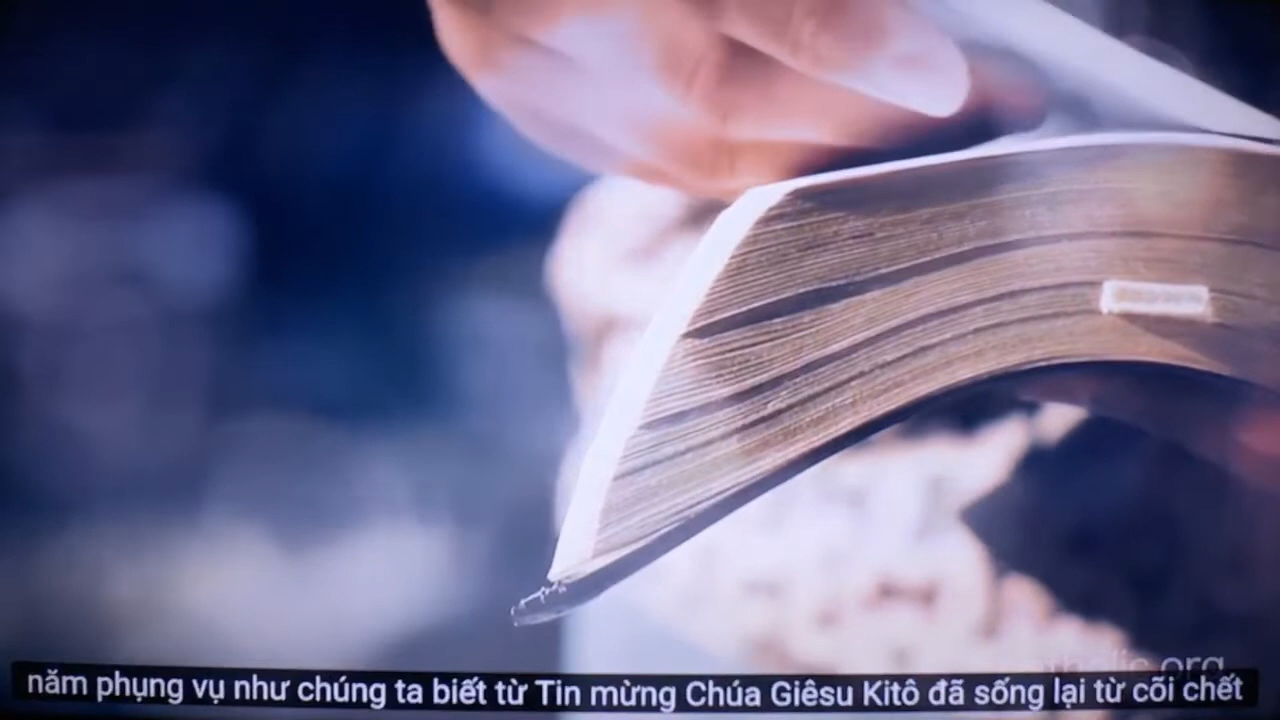 năm phụng vụ như chúng ta biết từ Tin mừng Chúa Giêsu Kitô đã sống lại từ cõi chết